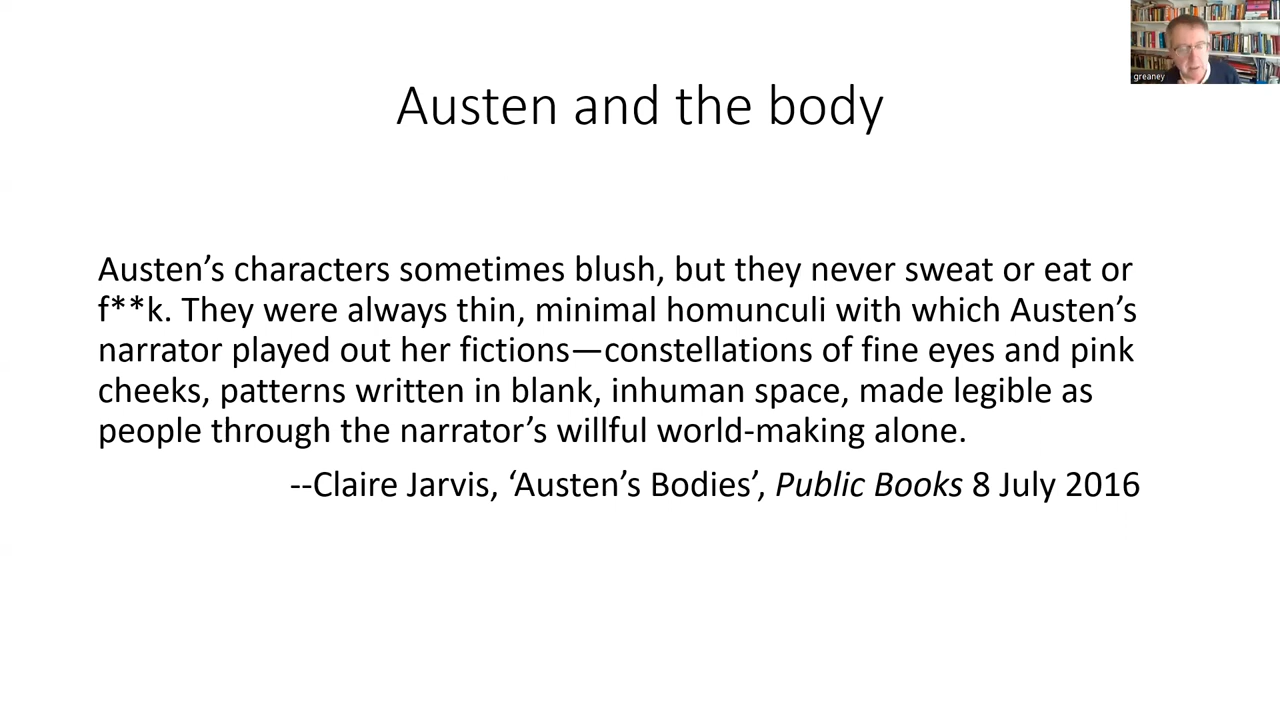 greaney
Austen and the body
Austen’s characters sometimes blush, but they never sweat or eat or
f**k. They were always thin, minimal homunculi with which Austen’s
narrator played out her fictions—constellations of fine eyes and pink
cheeks, patterns written in blank, inhuman space, made legible as
people through the narrator’s willful world-making alone.
--Claire Jarvis, ‘Austen’s Bodies’, Public Books 8 July 2016